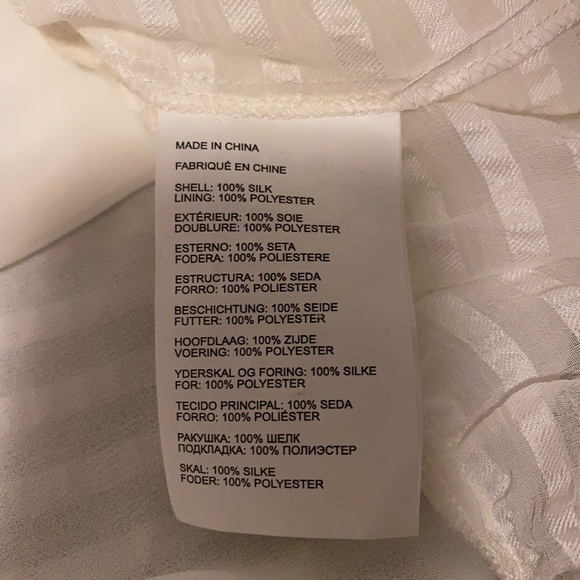 MADE IN CHINA
FABRIQUÉ EN CHINE
SHELL: 100% SILK
LINING: 100% POLYESTER
EXTÉRIEUR: 100% SOIE
DOUBLURE: 100% POLYESTER
ESTERNO: 100% SETA
FODERA: 100% POLIESTERE
ESTRUCTURA: 100% SEDA
FORRO: 100% POLIESTER
BESCHICHTUNG: 100% SEIDE
FUTTER: 100% POLYESTER
HOOFDLAAG: 100% ZIJDE
VOERING: 100% POLYESTER
YDERSKAL OG FORING: 100% SILKE
FOR: 100% POLYESTER
TECIDO PRINCIPAL: 100% SEDA
FORRO: 100% POLIÉSTER
РАКУШКА: 100% ШЕЛК
ПОДКЛАДКА: 100% ПОЛИЭСТЕР
SKAL: 100% SILKE
FODER: 100% POLYESTER